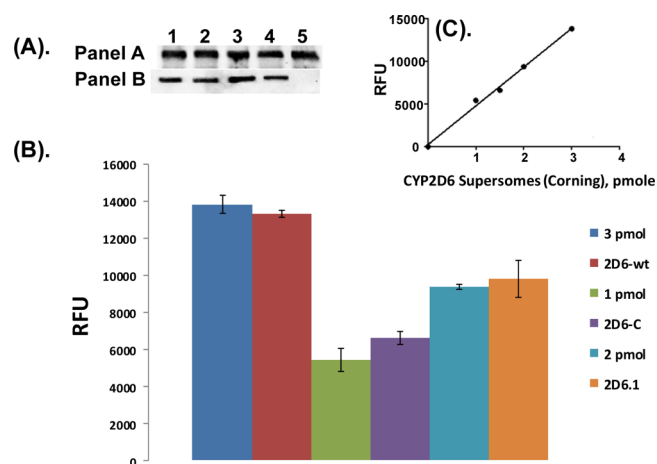 (A).
1 2 3 4 5
Panel A
Panel B
(C).
15000
10000
5000
0
RFU
1 2 3 4
CYP2D6 Supersomes (Corning), pmole
(B).
16000
14000
12000
10000
8000
6000
4000
2000
0
RFU
3 pmol
2D6-wt
1 pmol
2D6-C
2 pmol
2D6.1